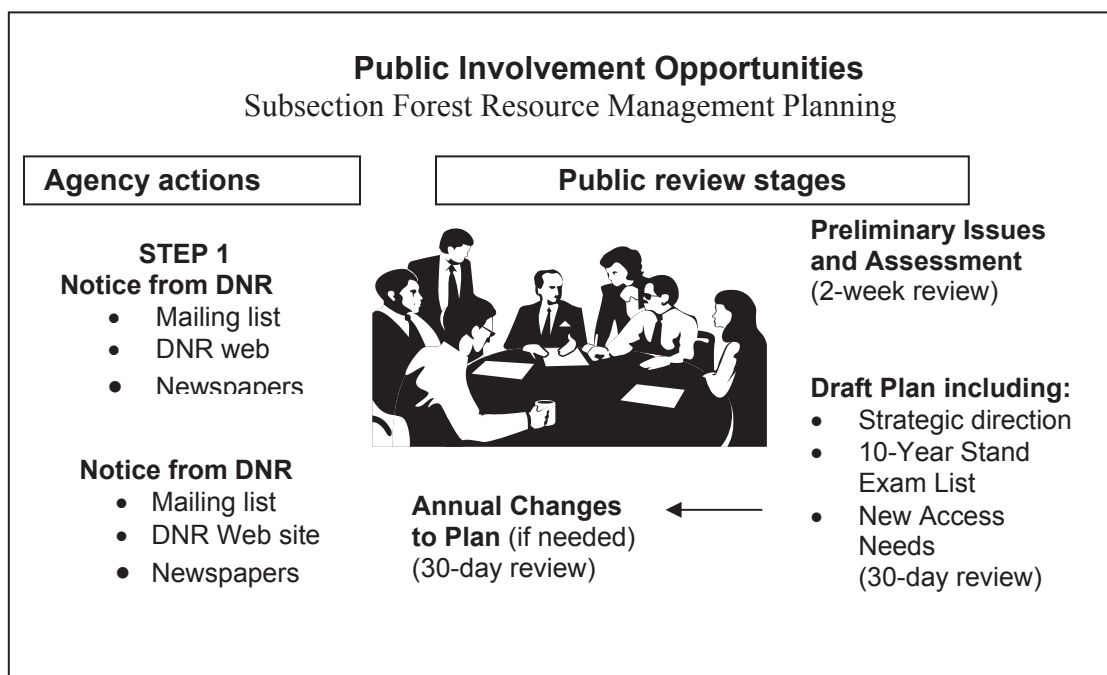 Public Involvement Opportunities
Subsection Forest Resource Management Planning
Agency actions
Public review stages
STEP 1
Notice from DNR
• Mailing list
• DNR web
• Newspapers
Notice from DNR
• Mailing list
• DNR Web site
• Newspapers
Preliminary Issues
and Assessment
(2-week review)
Draft Plan including:
• Strategic direction
• 10-Year Stand
Exam List
• New Access
Needs
(30-day review)
Annual Changes
to Plan (if needed)
(30-day review)